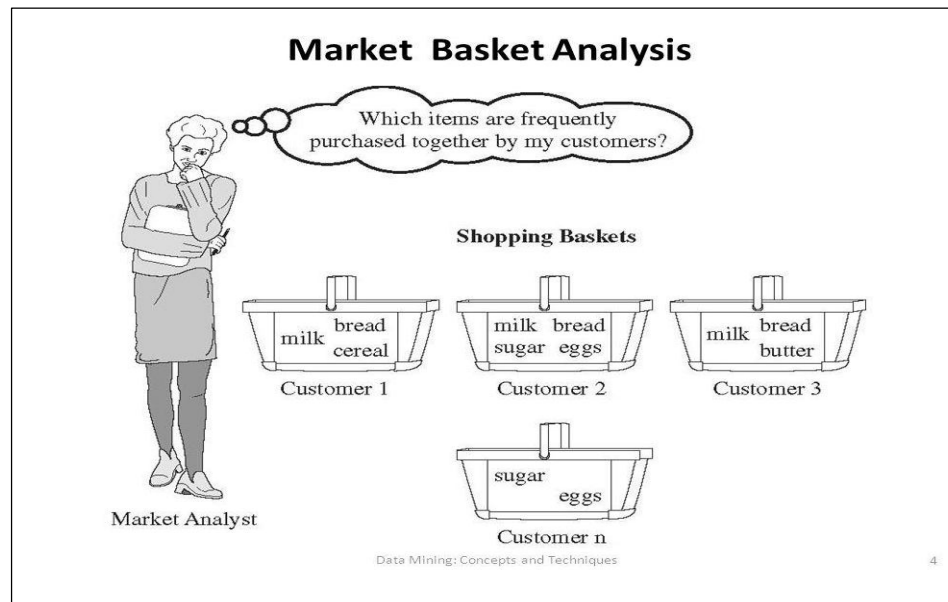 Market Basket Analysis
Which items are frequently
purchased together by my customers?
Shopping Baskets
milk bread
cereal
Customer 1
milk bread
sugar eggs
Customer 2
milk bread
butter
Customer 3
sugar
eggs
Customer n
Market Analyst
Data Mining: Concepts and Techniques
4